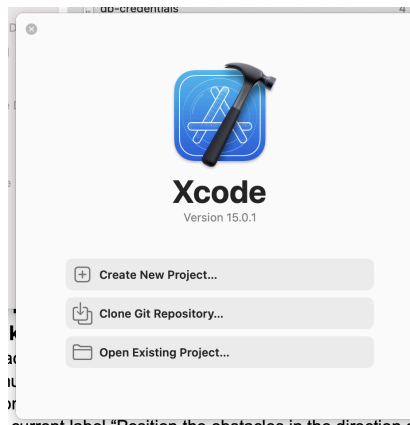 db-credentials 4
Xcode
Version 15.0.1
Create New Project...
Clone Git Repository...
Open Existing Project...
current label “Position the obstacles in the direction